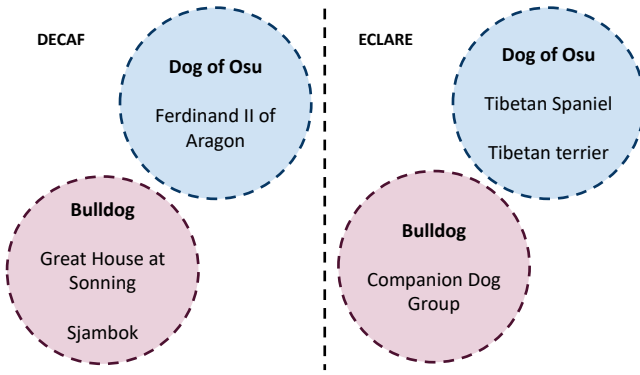 DECAF
Dog of Osu
Ferdinand II of
Aragon
Bulldog
Great House at
Sonning
Sjambok
ECLARE
Dog of Osu
Tibetan Spaniel
Tibetan terrier
Bulldog
Companion Dog
Group